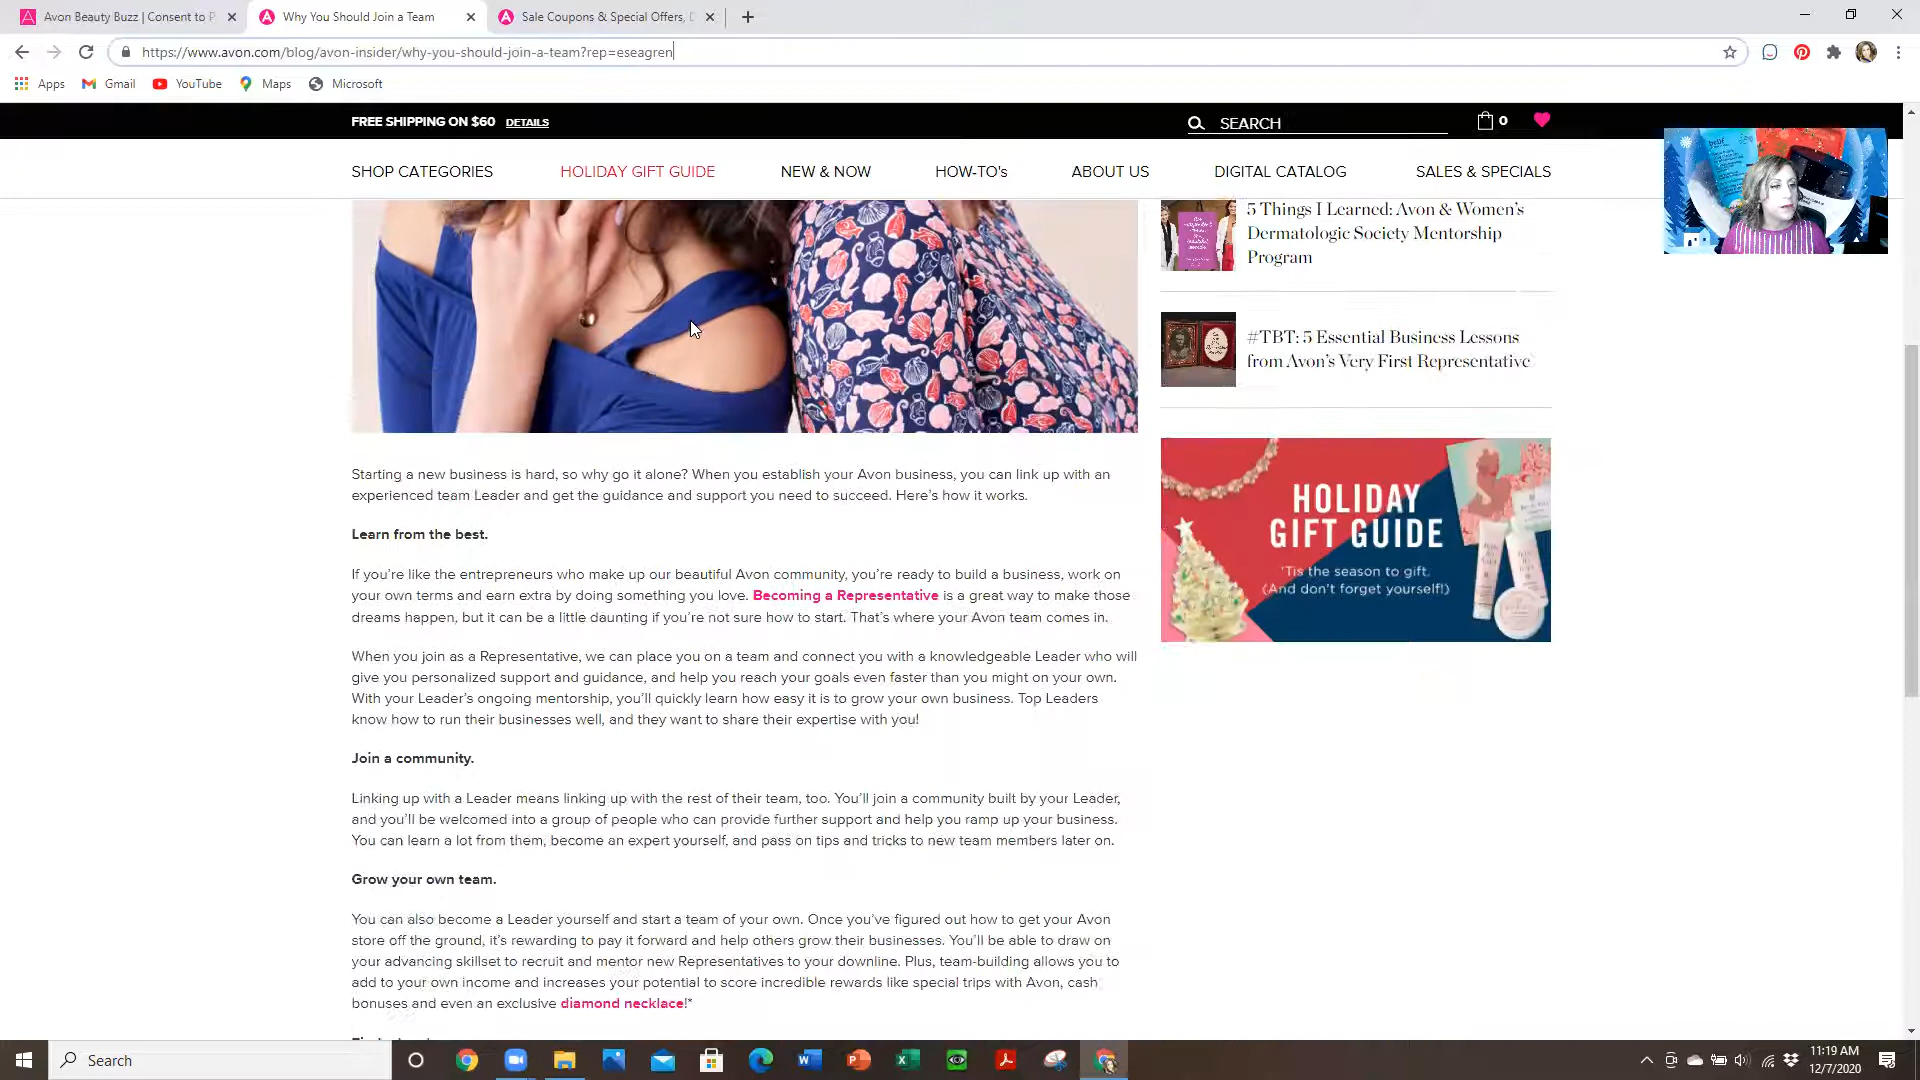 Avon Beauty Buzz | Consent to P
Why You Should Join a Team
Sale Coupons & Special Offers, D
https://www.avon.com/blog/avon-insider/why-you-should-join-a-team?rep=eseagren
Apps Gmail YouTube Maps Microsoft
FREE SHIPPING ON $60 DETAILS
SEARCH
0
SHOP CATEGORIES HOLIDAY GIFT GUIDE NEW & NOW HOW-TO's ABOUT US DIGITAL CATALOG SALES & SPECIALS
5 Things I Learned: Avon & Women's
Dermatologic Society Mentorship
Program
#TBT: 5 Essential Business Lessons
from Avon's Very First Representative
HOLIDAY
GIFT GUIDE
'Tis the season to gift.
(And don't forget yourself!)
Starting a new business is hard, so why go it alone? When you establish your Avon business, you can link up with an
experienced team Leader and get the guidance and support you need to succeed. Here's how it works.
Learn from the best.
If you're like the entrepreneurs who make up our beautiful Avon community, you're ready to build a business, work on
your own terms and earn extra by doing something you love. Becoming a Representative is a great way to make those
dreams happen, but it can be a little daunting if you're not sure how to start. That's where your Avon team comes in.
When you join as a Representative, we can place you on a team and connect you with a knowledgeable Leader who will
give you personalized support and guidance, and help you reach your goals even faster than you might on your own.
With your Leader's ongoing mentorship, you'll quickly learn how easy it is to grow your own business. Top Leaders
know how to run their businesses well, and they want to share their expertise with you!
Join a community.
Linking up with a Leader means linking up with the rest of their team, too. You'll join a community built by your Leader,
and you'll be welcomed into a group of people who can provide further support and help you ramp up your business.
You can learn a lot from them, become an expert yourself, and pass on tips and tricks to new team members later on.
Grow your own team.
You can also become a Leader yourself and start a team of your own. Once you've figured out how to get your Avon
store off the ground, it's rewarding to pay it forward and help others grow their businesses. You'll be able to draw on
your advancing skillset to recruit and mentor new Representatives to your downline. Plus, team-building allows you to
add to your own income and increases your potential to score incredible rewards like special trips with Avon, cash
bonuses and even an exclusive diamond necklace!*
Search
11:19 AM
12/7/2020